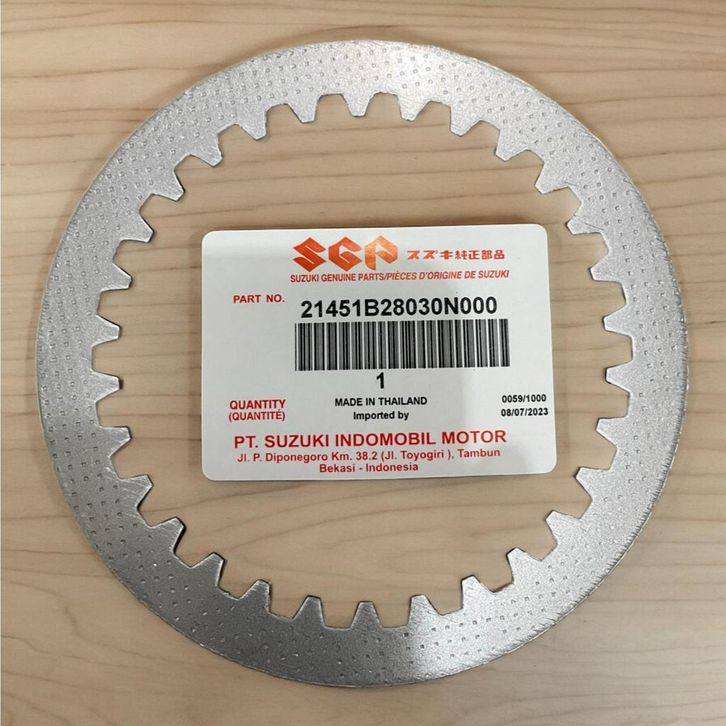 SGP スズキ純正部品
SUZUKI GENUINE PARTS/PIÈCES D'ORIGINE DE SUZUKI
PART NO. 21451B28030N000
1
QUANTITY MADE IN THAILAND 0059/1000
(QUANTITÉ) Imported by 08/07/2023
PT. SUZUKI INDOMOBIL MOTOR
Jl. P. Diponegoro Km. 38.2 (Jl. Toyogiri ), Tambun
Bekasi - Indonesia